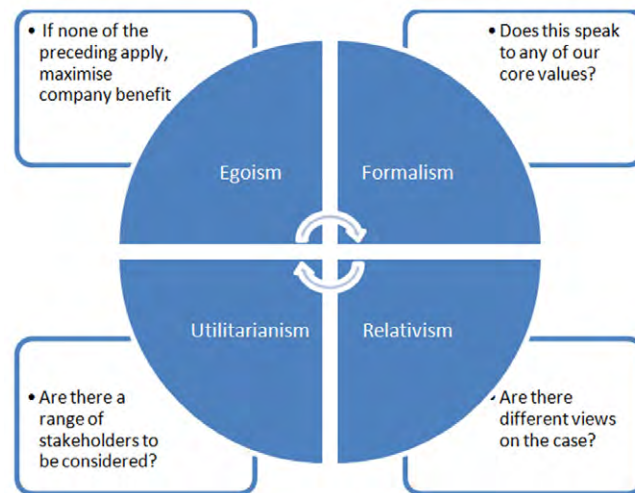 • If none of the
preceding apply,
maximise
company benefit
• Does this speak
to any of our
core values?
Egoism
Formalism
Utilitarianism
Relativism
• Are there a
range of
stakeholders to
be considered?
• Are there
different views
on the case?